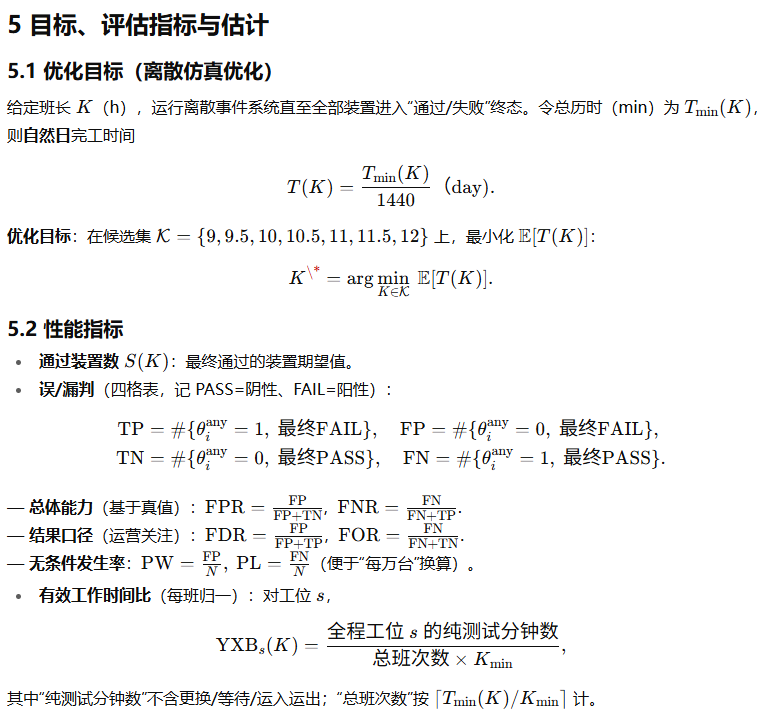 5 目标、评估指标与估计
5.1 优化目标（离散仿真优化）
给定班长 K（h），运行离散事件系统直至全部装置进入“通过/失败”终态。令总历时（min）为 T_min(K)，
则自然日完工时间
T(K) = T_min(K) / 1440 （day）.
优化目标：在候选集 𝒦 = {9, 9.5, 10, 10.5, 11, 11.5, 12} 上，最小化 𝔼[T(K)]：
K^\* = arg min_{K∈𝒦} 𝔼[T(K)].
5.2 性能指标
• 通过装置数 S(K)：最终通过的装置期望值。
• 误/漏判（四格表，记 PASS=阴性、FAIL=阳性）：
TP = #{θ_i^any = 1, 最终FAIL}, FP = #{θ_i^any = 0, 最终FAIL},
TN = #{θ_i^any = 0, 最终PASS}, FN = #{θ_i^any = 1, 最终PASS}.
— 总体能力（基于真值）：FPR = FP/(FP+TN)，FNR = FN/(FN+TP).
— 结果口径（运营关注）：FDR = FP/(FP+TP)，FOR = FN/(FN+TN).
— 无条件发生率：PW = FP/N, PL = FN/N（便于“每万台”换算）。
• 有效工作时间比（每班归一）：对工位 s，
YXB_s(K) = 全程工位 s 的纯测试分钟数 / 总班次数 × K_min ,
其中“纯测试分钟数”不含更换/等待/运入运出；“总班次数”按 ⌈T_min(K)/K_min⌉ 计。